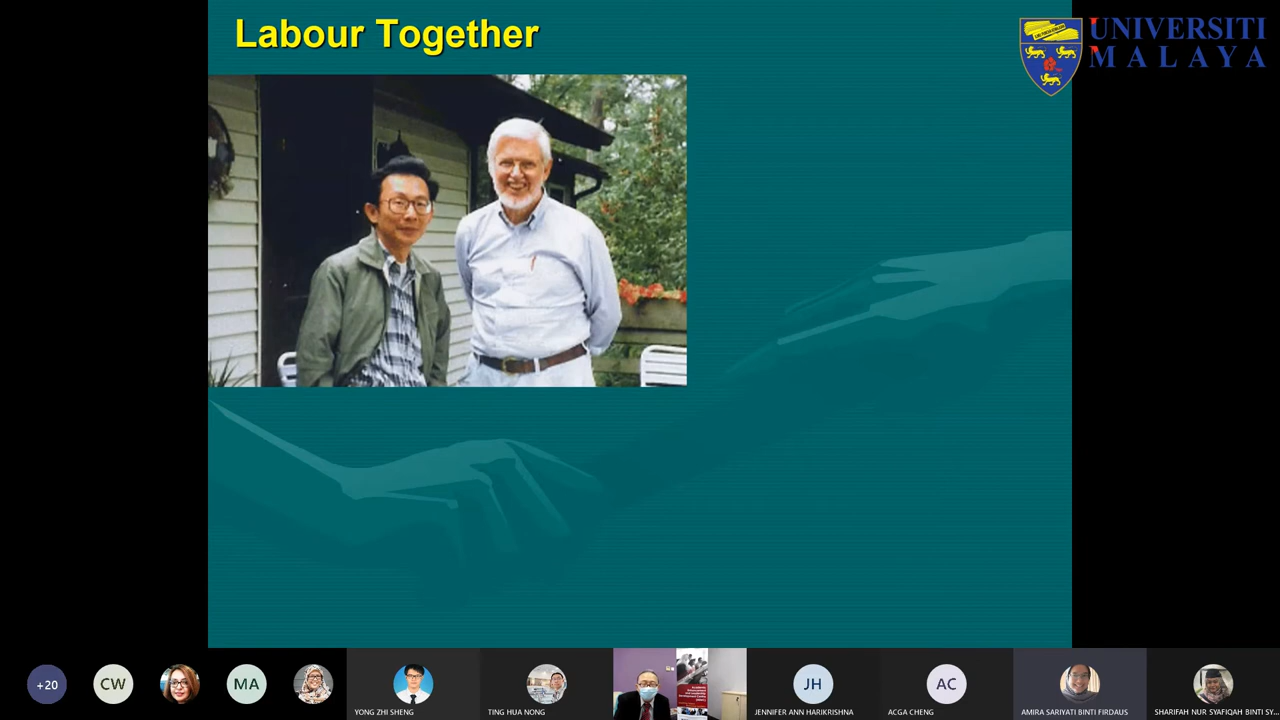 Labour Together
UNIVERSITI
MALAYA
+20
CW
MA
YONG ZHI SHENG
TING HUA NONG
JH
JENNIFER ANN HARIKRISHNA
AC
ACGA CHENG
AMIRA SARIYATI BINTI FIRDAUS
SHARIFAH NUR SYAFIQAH BINTI SY...